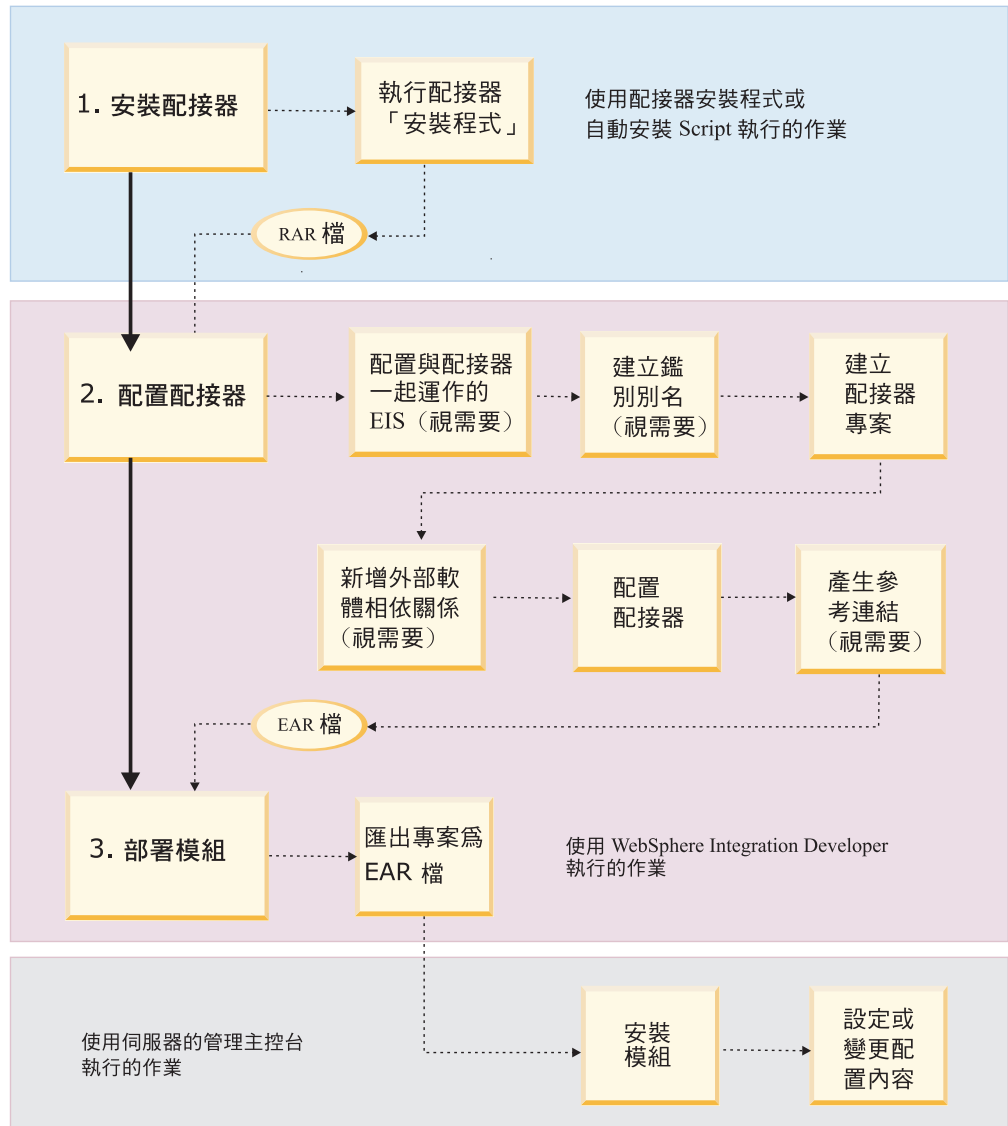 1. 安裝配接器
執行配接器
「安裝程式」
使用配接器安裝程式或
自動安裝 Script 執行的作業
RAR 檔
2. 配置配接器
配置與配接器
一起運作的
EIS（視需要）
建立鑑
別別名
（視需要）
建立
配接器
專案
新增外部軟
體相依關係
（視需要）
配置
配接器
產生參
考連結
（視需要）
EAR 檔
3. 部署模組
匯出專案為
EAR 檔
使用 WebSphere Integration Developer
執行的作業
使用伺服器的管理主控台
執行的作業
安裝
模組
設定或
變更配
置內容